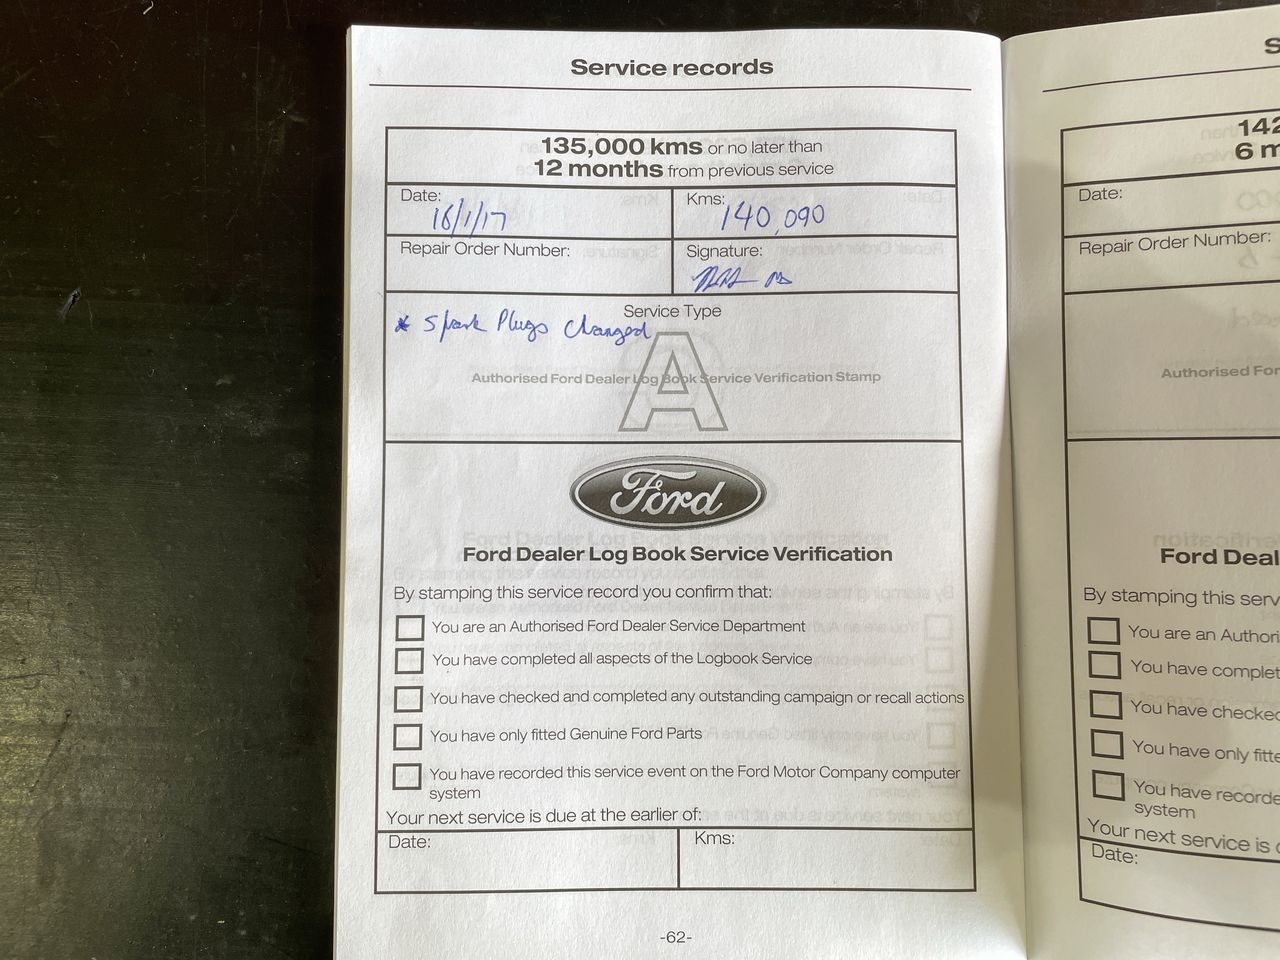 Service records
135,000 kms or no later than
12 months from previous service
Date:
16/1/17
Kms:
140,090
Repair Order Number:
Signature:
Service Type
* Spark Plugs Changed
A
Authorised Ford Dealer Log Book Service Verification Stamp
Ford
Ford Dealer Log Book Service Verification
By stamping this service record you confirm that:
You are an Authorised Ford Dealer Service Department
You have completed all aspects of the Logbook Service
You have checked and completed any outstanding campaign or recall actions
You have only fitted Genuine Ford Parts
You have recorded this service event on the Ford Motor Company computer
system
Your next service is due at the earlier of:
Date:
Kms:
-62-
S
142
6 m
Date:
Repair Order Number:
Authorised For
Ford Deal
By stamping this serv
You are an Authori
You have complet
You have checked
You have only fitte
You have recorde
system
Your next service is d
Date: